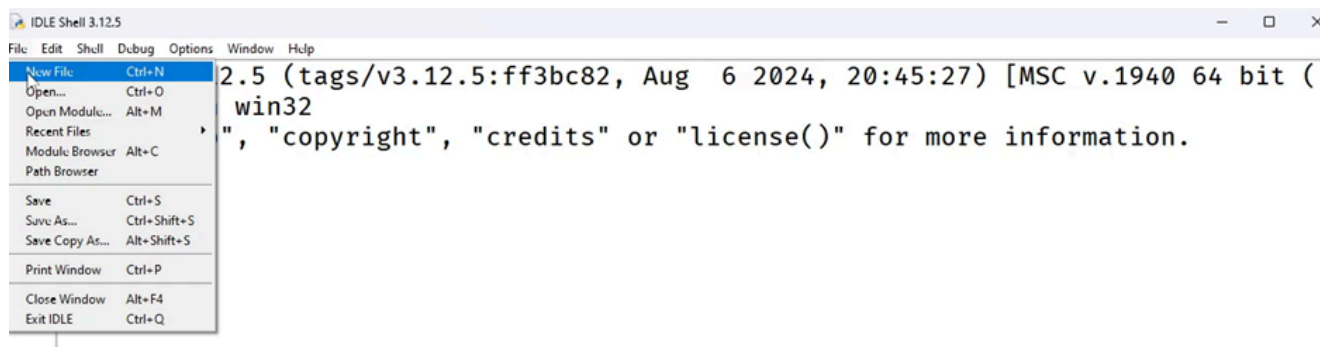 IDLE Shell 3.12.5
File Edit Shell Debug Options Window Help
New File Ctrl+N
2.5 (tags/v3.12.5:ff3bc82, Aug 6 2024, 20:45:27) [MSC v.1940 64 bit (
Open... Ctrl+O
Open Module... Alt+M
win32
Recent Files
", "copyright", "credits" or "license()" for more information.
Module Browser Alt+C
Path Browser
Save Ctrl+S
Save As... Ctrl+Shift+S
Save Copy As... Alt+Shift+S
Print Window Ctrl+P
Close Window Alt+F4
Exit IDLE Ctrl+Q